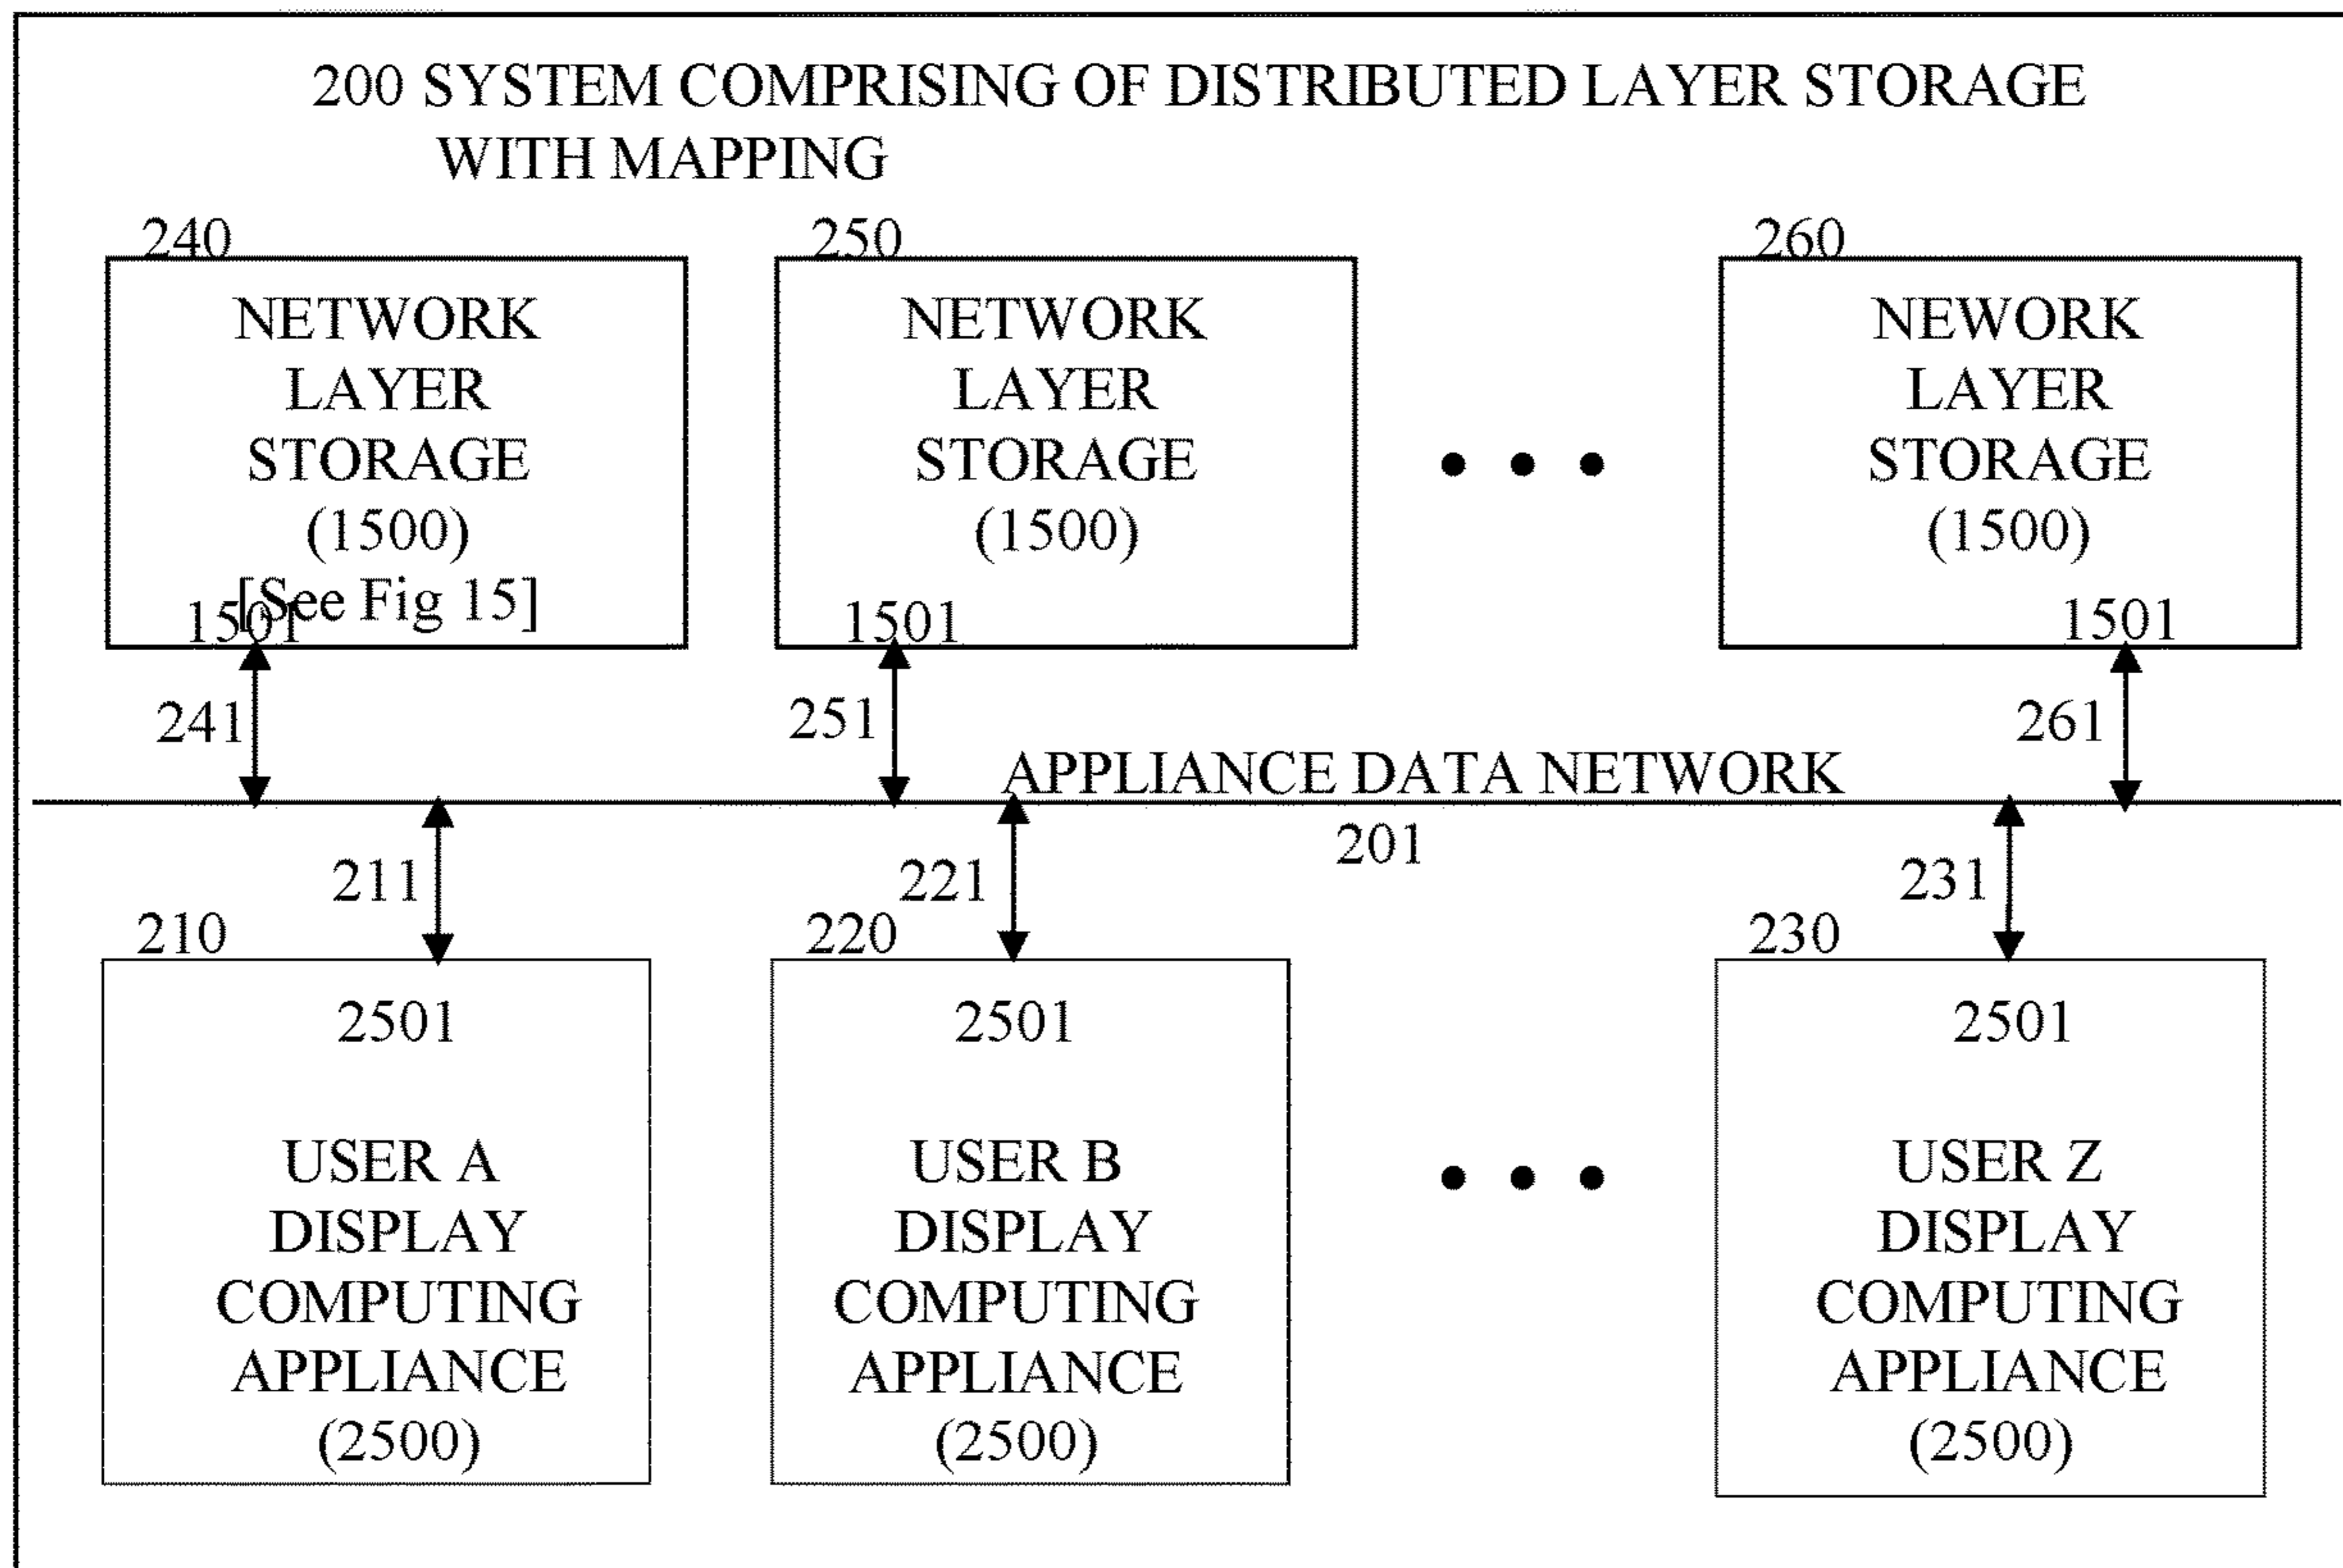 200 SYSTEM COMPRISING OF DISTRIBUTED LAYER STORAGE
WITH MAPPING
240
NETWORK
LAYER
STORAGE
(1500)
[See Fig 15]
1501
250
NETWORK
LAYER
STORAGE
(1500)
1501
260
NEWORK
LAYER
STORAGE
(1500)
1501
241
251
261
APPLIANCE DATA NETWORK
201
211
221
231
210
2501
USER A
DISPLAY
COMPUTING
APPLIANCE
(2500)
220
2501
USER B
DISPLAY
COMPUTING
APPLIANCE
(2500)
230
2501
USER Z
DISPLAY
COMPUTING
APPLIANCE
(2500)